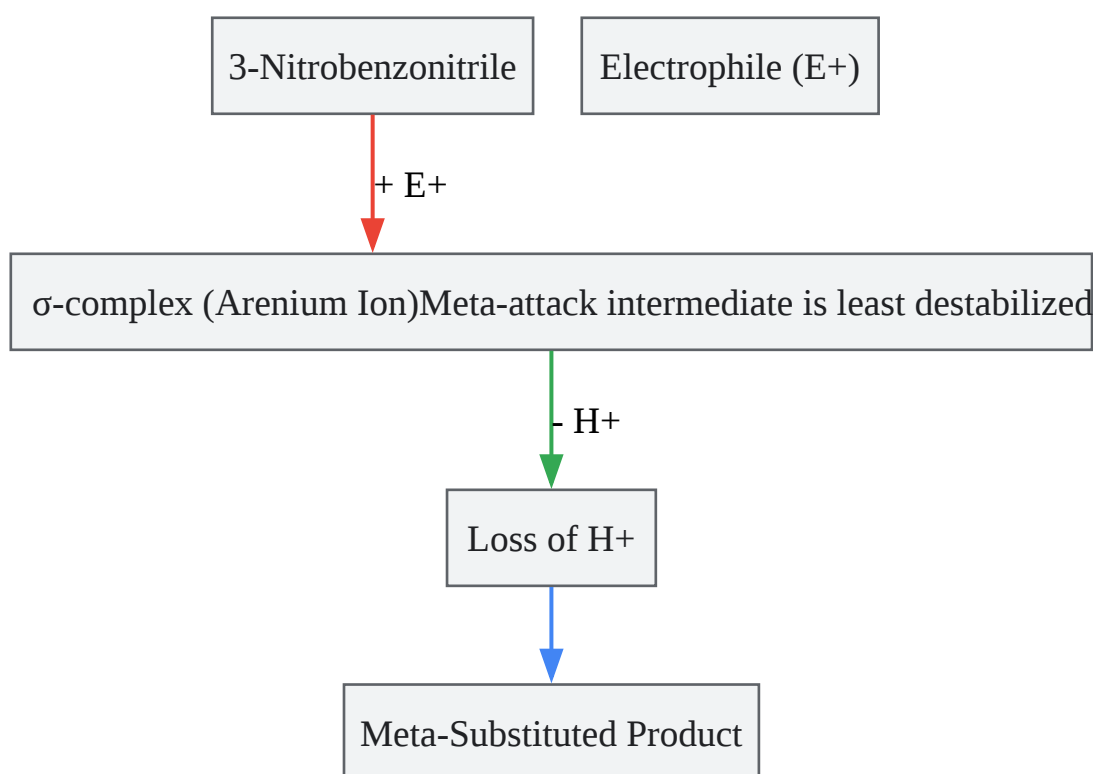 3-Nitrobenzonitrile
Electrophile (E+)
+ E+
σ-complex (Arenium Ion)Meta-attack intermediate is least destabilized
- H+
Loss of H+
Meta-Substituted Product